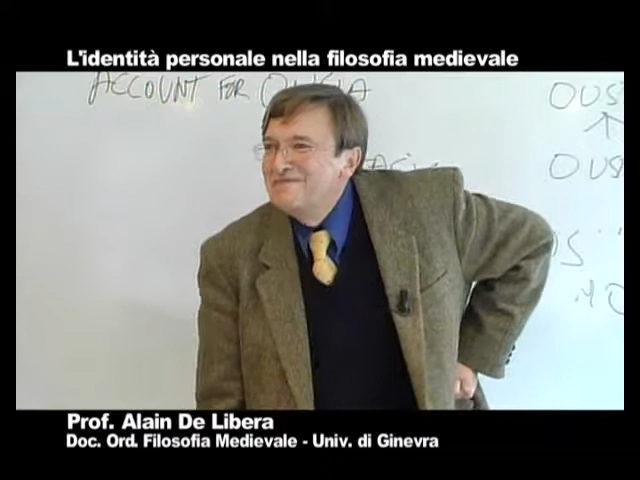 L'identità personale nella filosofia medievale
ACCOUNT FOR OUSIA
OUS
OUS
Prof. Alain De Libera
Doc. Ord. Filosofia Medievale - Univ. di Ginevra